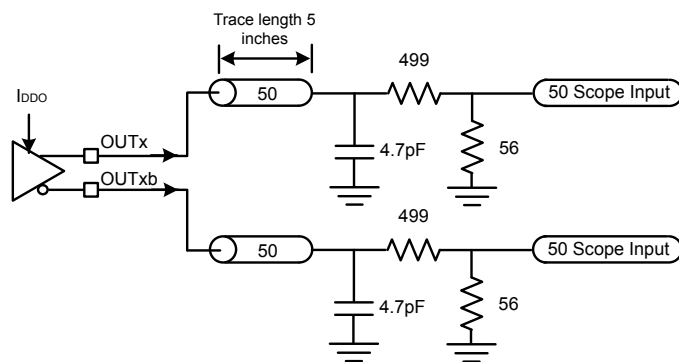 Trace length 5
inches
499
IDDO
50
50 Scope Input
OUTx
4.7pF
56
OUTxb
499
50
50 Scope Input
4.7pF
56